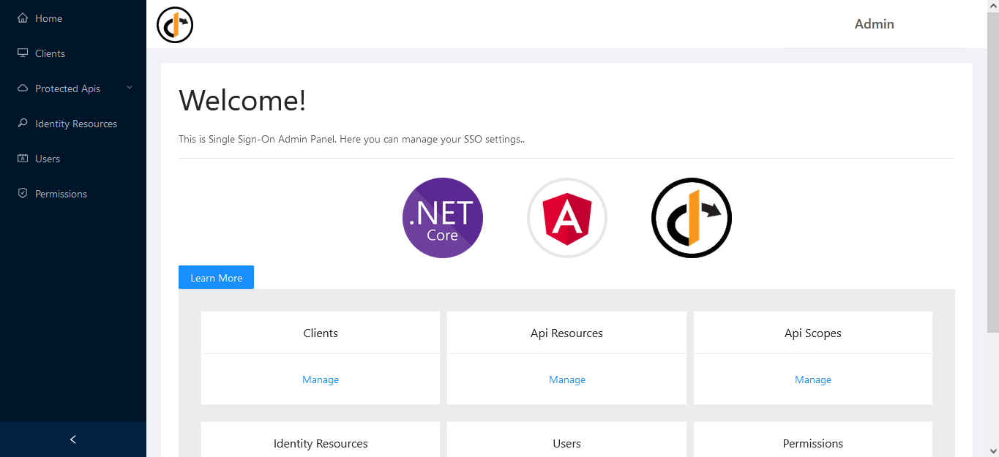 Home
Clients
Protected Apis
Identity Resources
Users
Permissions
Admin
Welcome!
This is Single Sign-On Admin Panel. Here you can manage your SSO settings..
.NET
Core
A
Learn More
Clients
Api Resources
Api Scopes
Manage
Manage
Manage
Identity Resources
Users
Permissions